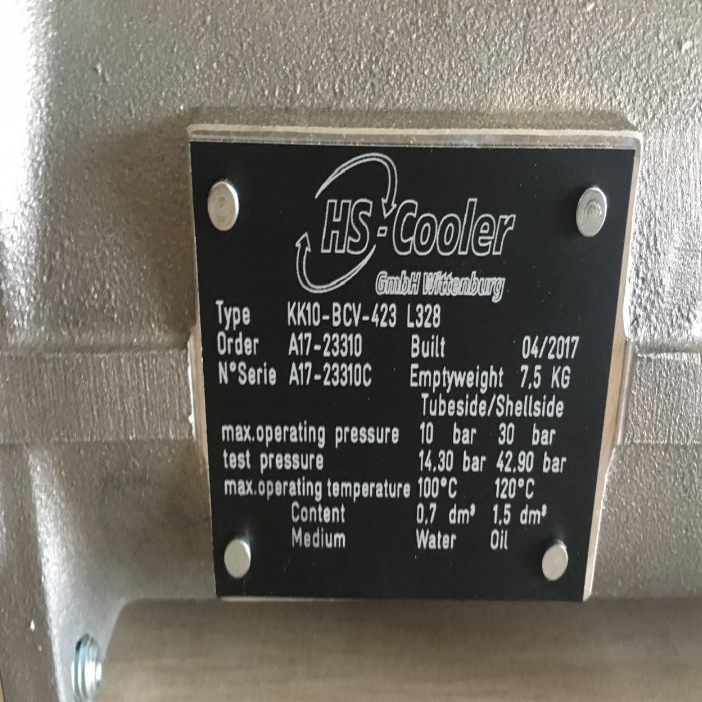 HS-Cooler
GmbH Wittenburg
Type KK10-BCV-423 L328
Order A17-23310 Built 04/2017
N°Serie A17-23310C Emptyweight 7,5 KG
Tubeside/Shellside
max.operating pressure 10 bar 30 bar
test pressure 14,30 bar 42,90 bar
max.operating temperature 100°C 120°C
Content 0,7 dm³ 1,5 dm³
Medium Water Oil